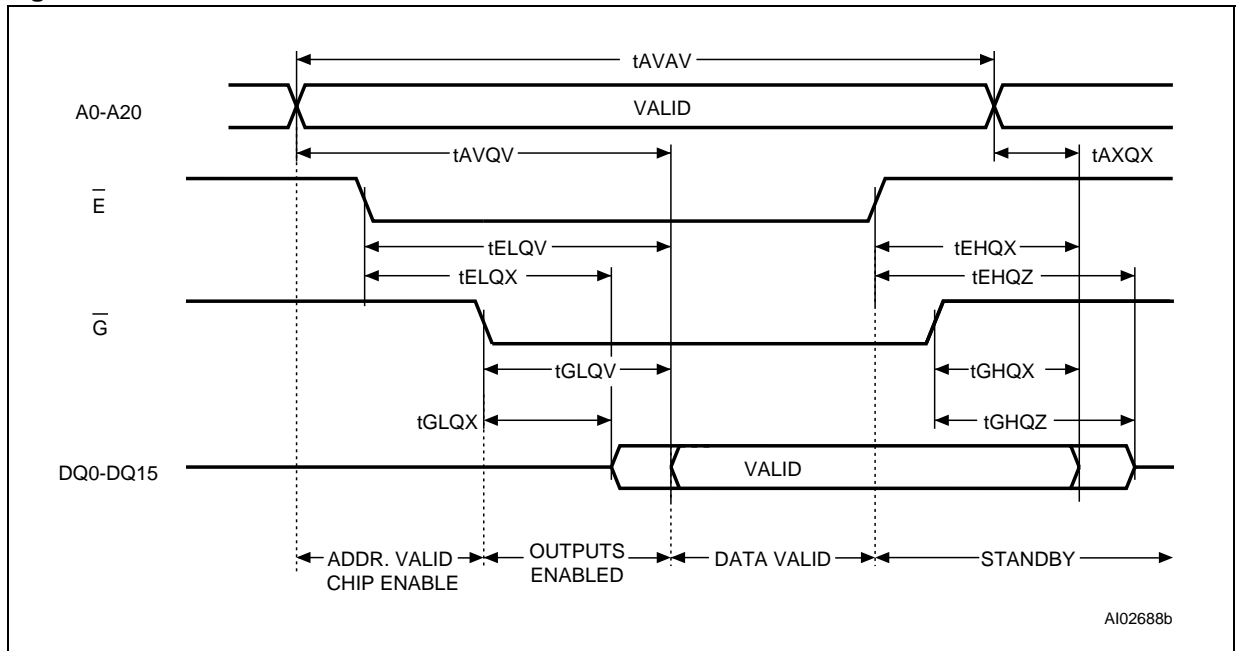 tAVAV
A0-A20
VALID
tAVQV
tAXQX
E
tELQV
tEHQX
tELQX
tEHQZ
G
tGLQV
tGHQX
tGLQX
tGHQZ
DQ0-DQ15
VALID
ADDR. VALID
CHIP ENABLE
OUTPUTS
ENABLED
DATA VALID
STANDBY
AI02688b